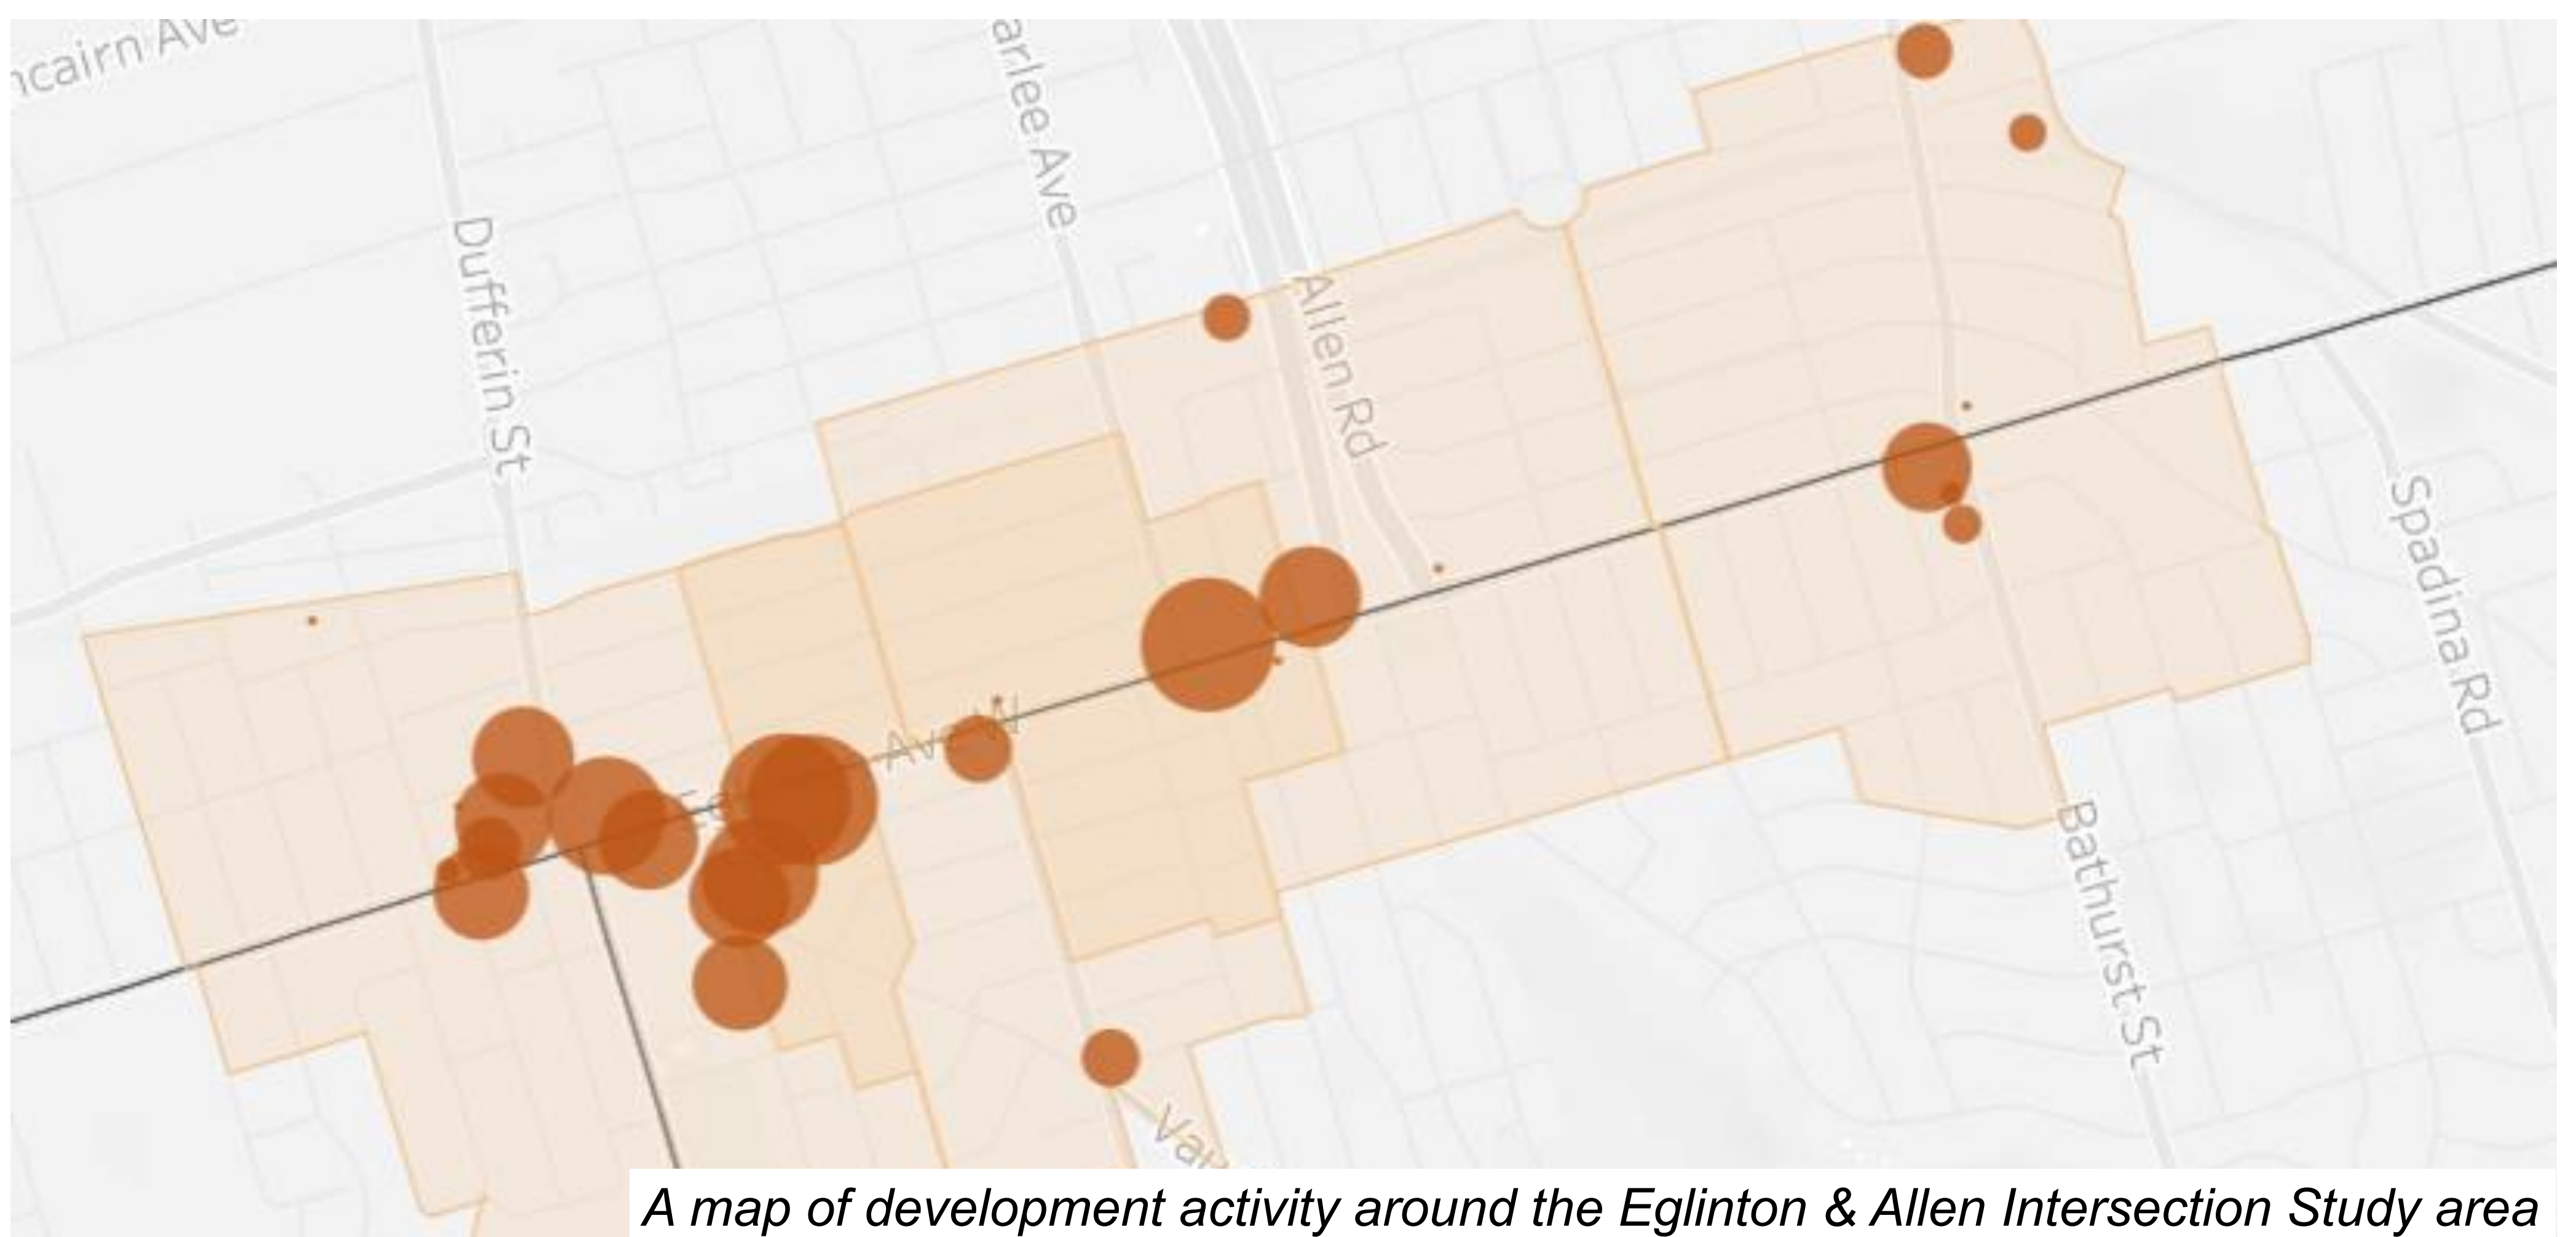 ncairn Ave
arlee Ave
Dufferin St
Allen Rd
Spadina Rd
Ave W
Bathurst St
A map of development activity around the Eglinton & Allen Intersection Study area